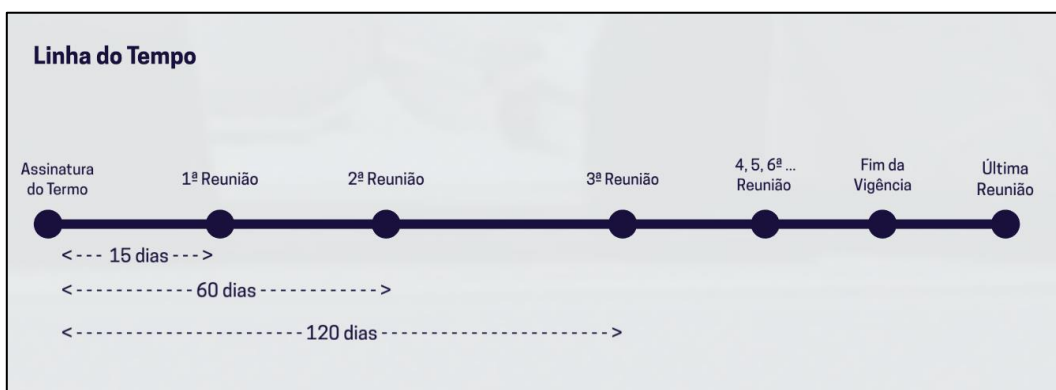 Linha do Tempo
Assinatura
do Termo
1ª Reunião
2ª Reunião
3ª Reunião
4, 5, 6ª ...
Reunião
Fim da
Vigência
Última
Reunião
<--- 15 dias --->
<------------- 60 dias ------------->
<------------------------- 120 dias ------------------------->